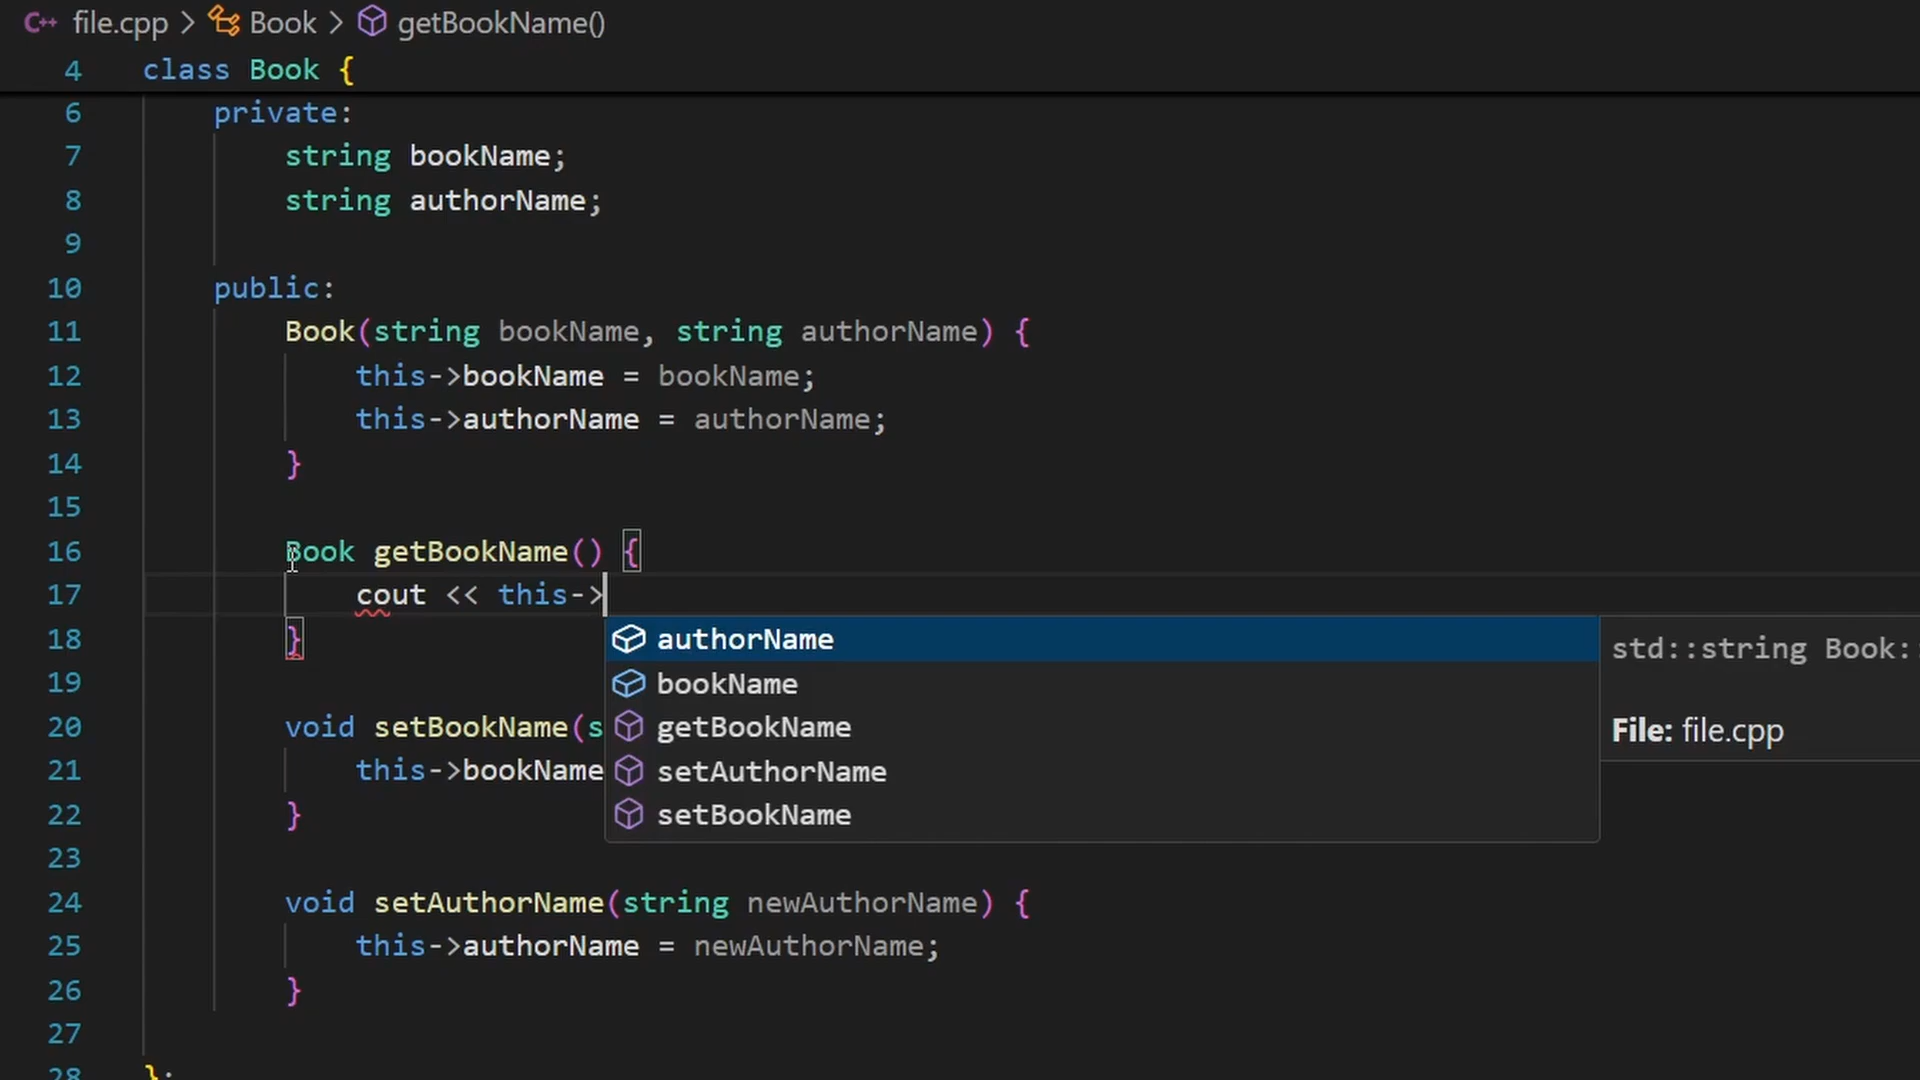 C++ file.cpp > Book > getBookName()
4 class Book {
6 private:
7 string bookName;
8 string authorName;
9
10 public:
11 Book(string bookName, string authorName) {
12 this->bookName = bookName;
13 this->authorName = authorName;
14 }
15
16 Book getBookName() {
17 cout << this->
18 }
authorName
std::string Book::
bookName
19
20 void setBookName(s
getBookName
File: file.cpp
21 this->bookName
setAuthorName
22 }
setBookName
23
24 void setAuthorName(string newAuthorName) {
25 this->authorName = newAuthorName;
26 }
27
28 };